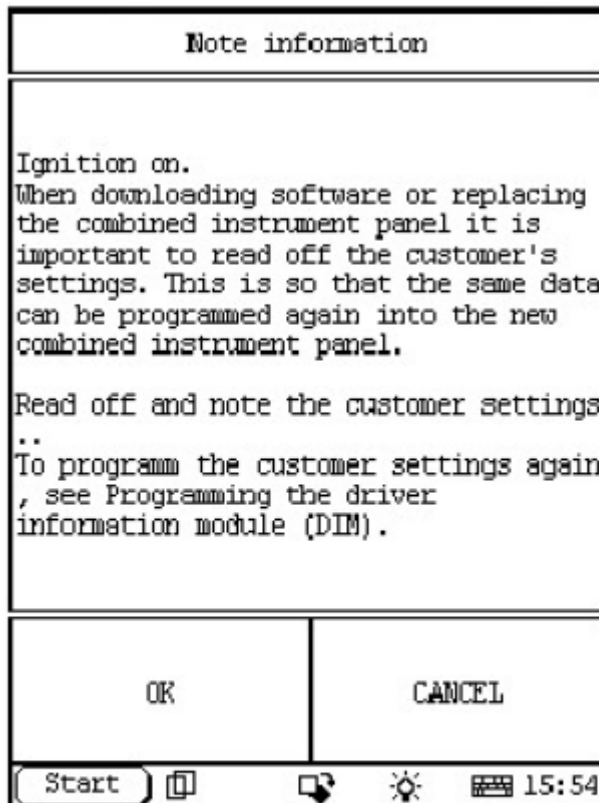 Note information
Ignition on.
When downloading software or replacing
the combined instrument panel it is
important to read off the customer's
settings. This is so that the same data
can be programmed again into the new
combined instrument panel.
Read off and note the customer settings
..
To programm the customer settings again
, see Programming the driver
information module (DIM).
OK
CANCEL
Start
15:54